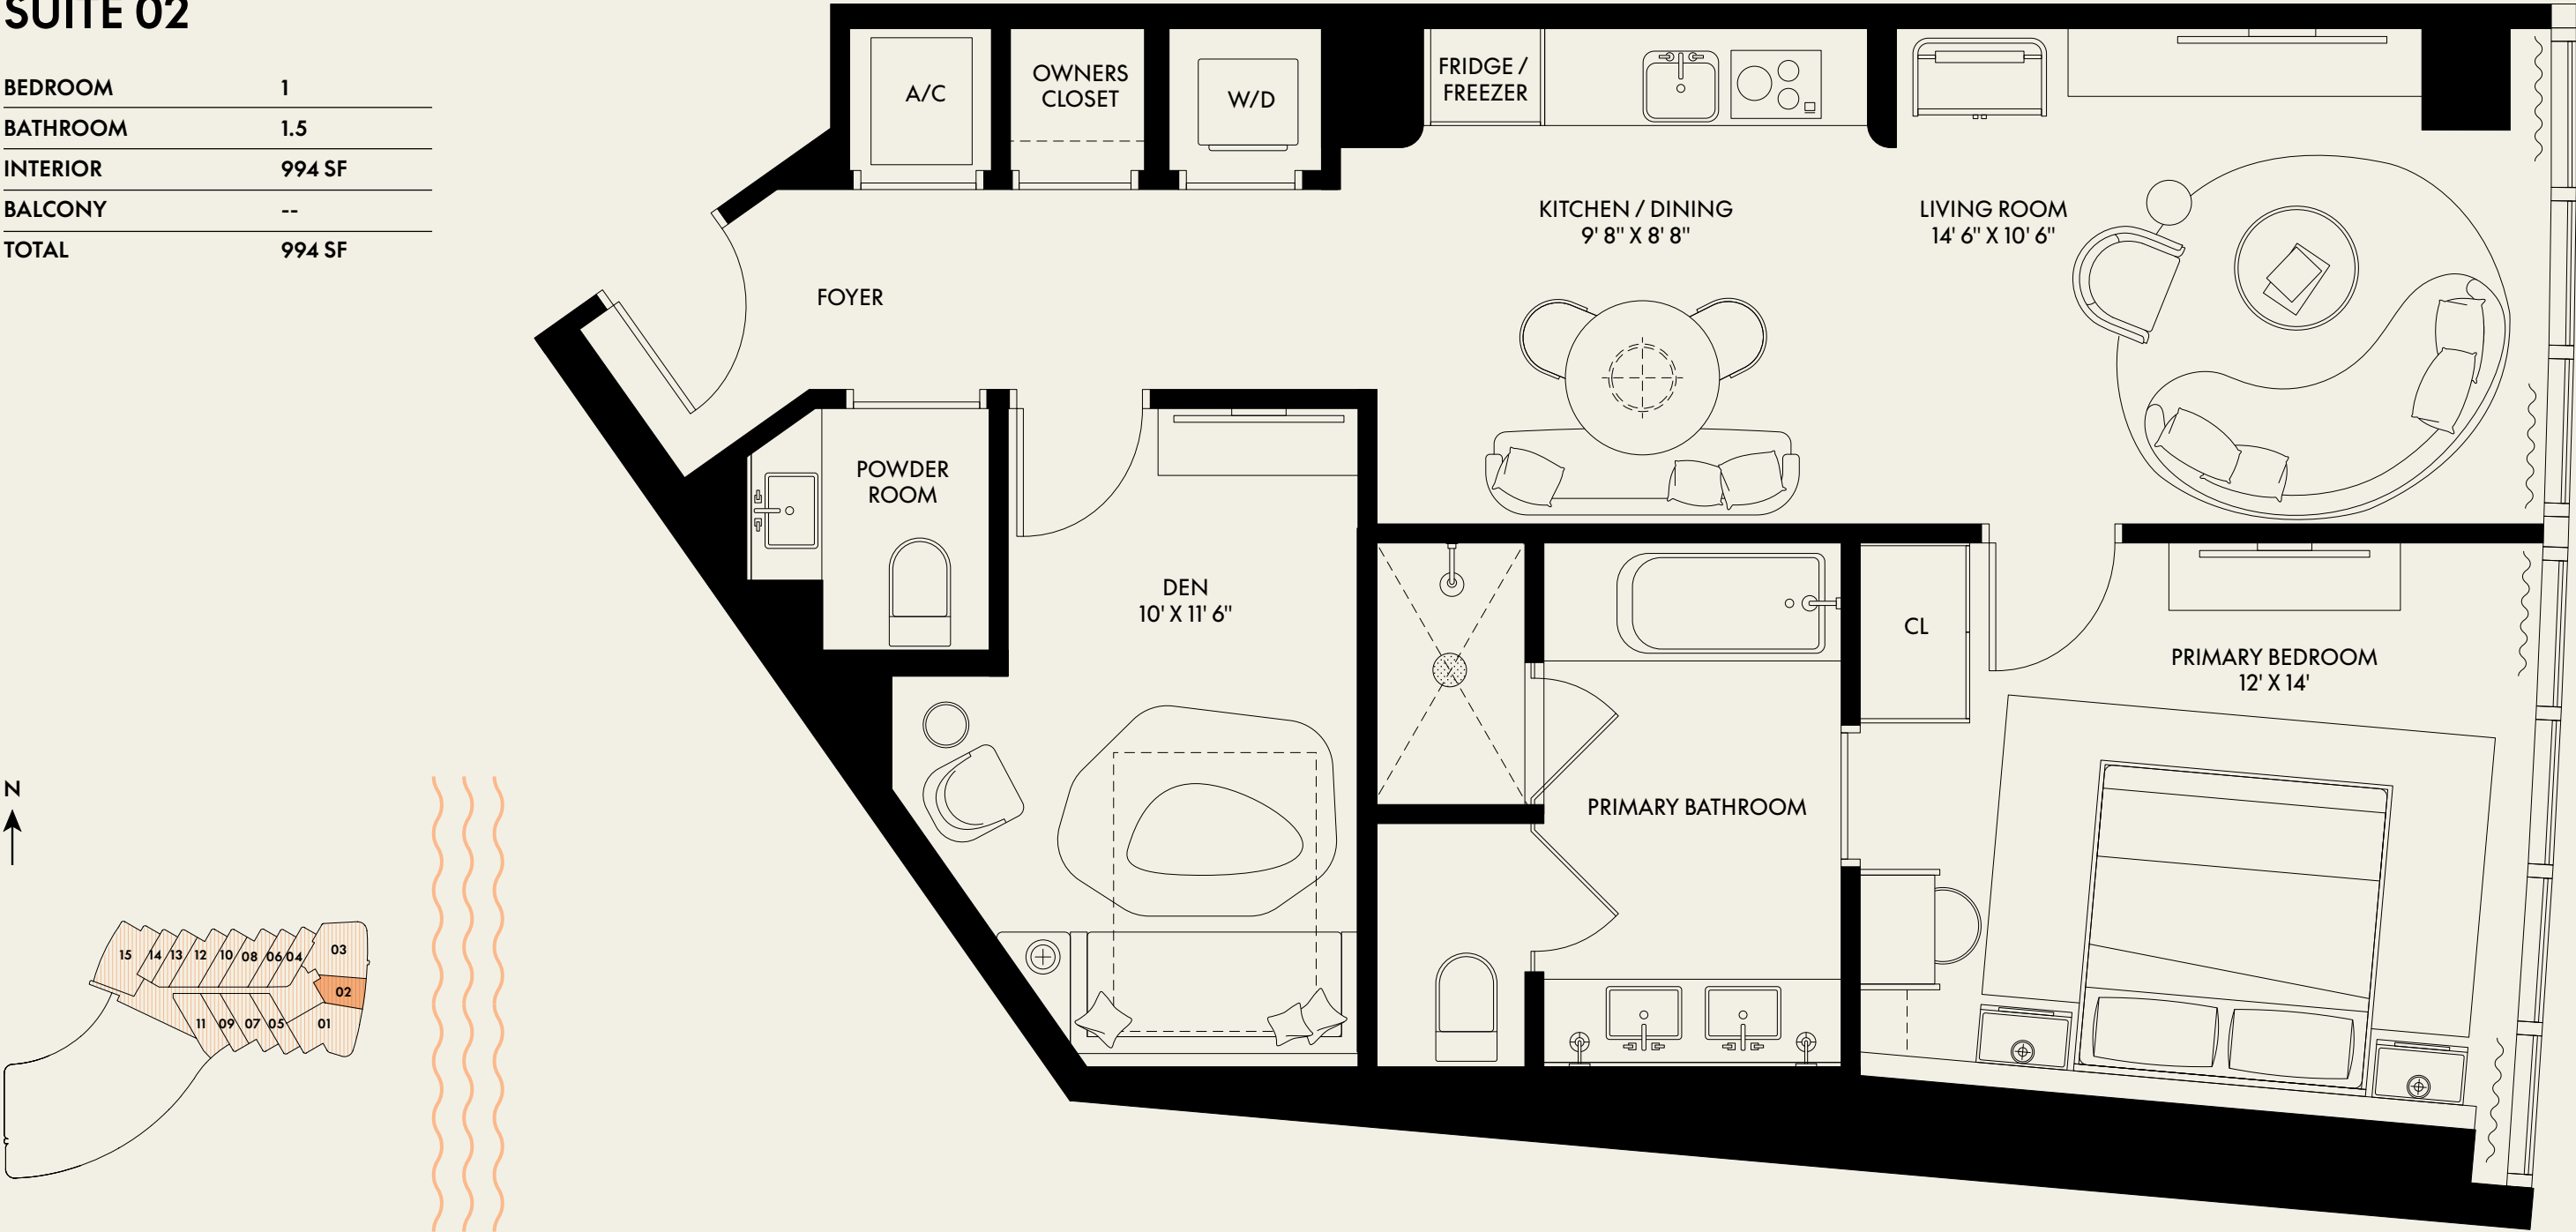 SUITE 02
BEDROOM 1
BATHROOM 1.5
INTERIOR 994 SF
BALCONY --
TOTAL 994 SF
A/C
OWNERS
CLOSET
W/D
FRIDGE /
FREEZER
KITCHEN / DINING
9' 8" X 8' 8"
LIVING ROOM
14' 6" X 10' 6"
FOYER
POWDER
ROOM
DEN
10' X 11' 6"
CL
PRIMARY BEDROOM
12' X 14'
PRIMARY BATHROOM
N
15 14 13 12 10 08 06 04 03
02
11 09 07 05 01